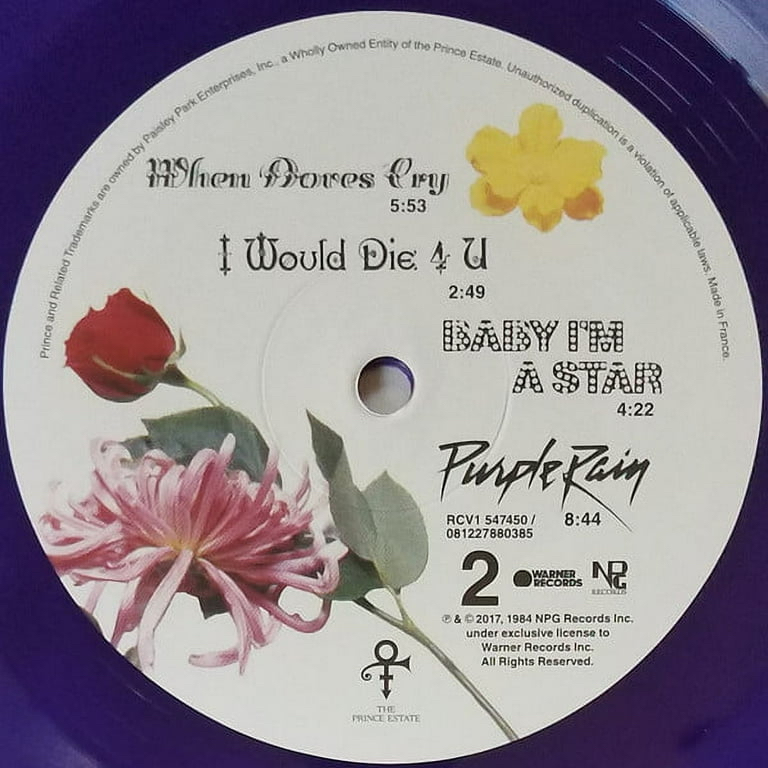 Prince and Related Trademarks are owned by Paisley Park Enterprises, Inc., a Wholly Owned Entity of the Prince Estate. Unauthorized duplication is a violation of applicable laws. Made in France.
When Doves Cry
5:53
I Would Die 4 U
2:49
BABY I'M
A STAR
4:22
Purple Rain
RCV1 547450 / 8:44
081227880385
2 WARNER RECORDS NPG RECORDS
℗ & © 2017, 1984 NPG Records Inc.
under exclusive license to
Warner Records Inc.
All Rights Reserved.
THE
PRINCE ESTATE